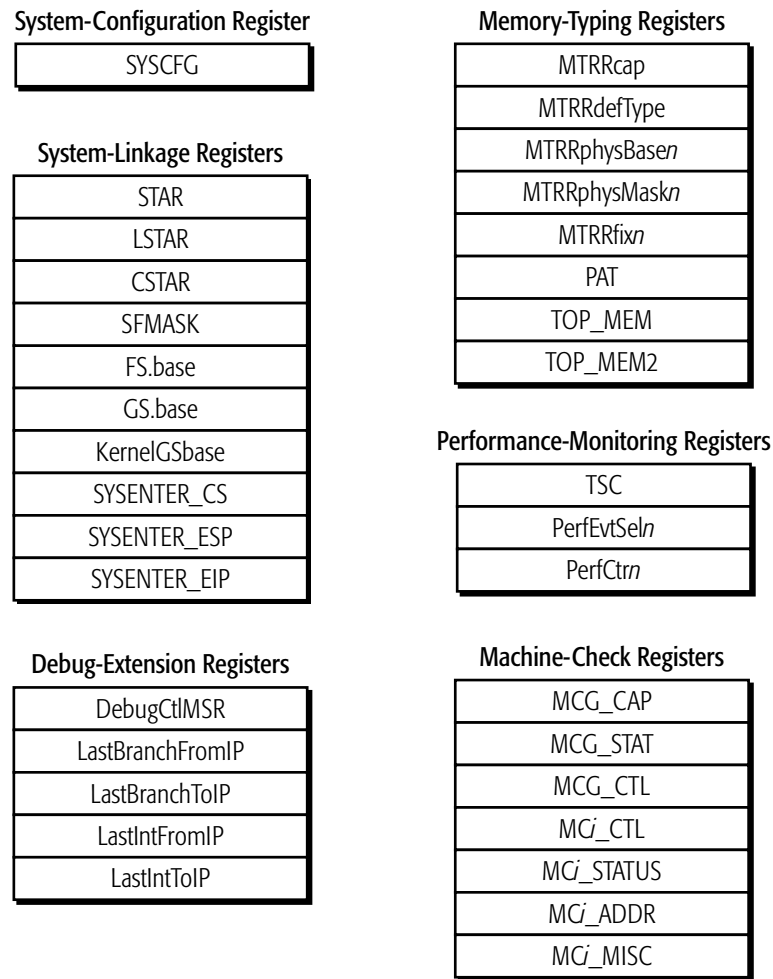 System-Configuration Register
SYSCFG
System-Linkage Registers
STAR
LSTAR
CSTAR
SFMASK
FS.base
GS.base
KernelGSbase
SYSENTER_CS
SYSENTER_ESP
SYSENTER_EIP
Debug-Extension Registers
DebugCtlMSR
LastBranchFromIP
LastBranchToIP
LastIntFromIP
LastIntToIP
Memory-Typing Registers
MTRRcap
MTRRdefType
MTRRphysBasen
MTRRphysMaskn
MTRRfixn
PAT
TOP_MEM
TOP_MEM2
Performance-Monitoring Registers
TSC
PerfEvtSeln
PerfCtrn
Machine-Check Registers
MCG_CAP
MCG_STAT
MCG_CTL
MCi_CTL
MCi_STATUS
MCi_ADDR
MCi_MISC